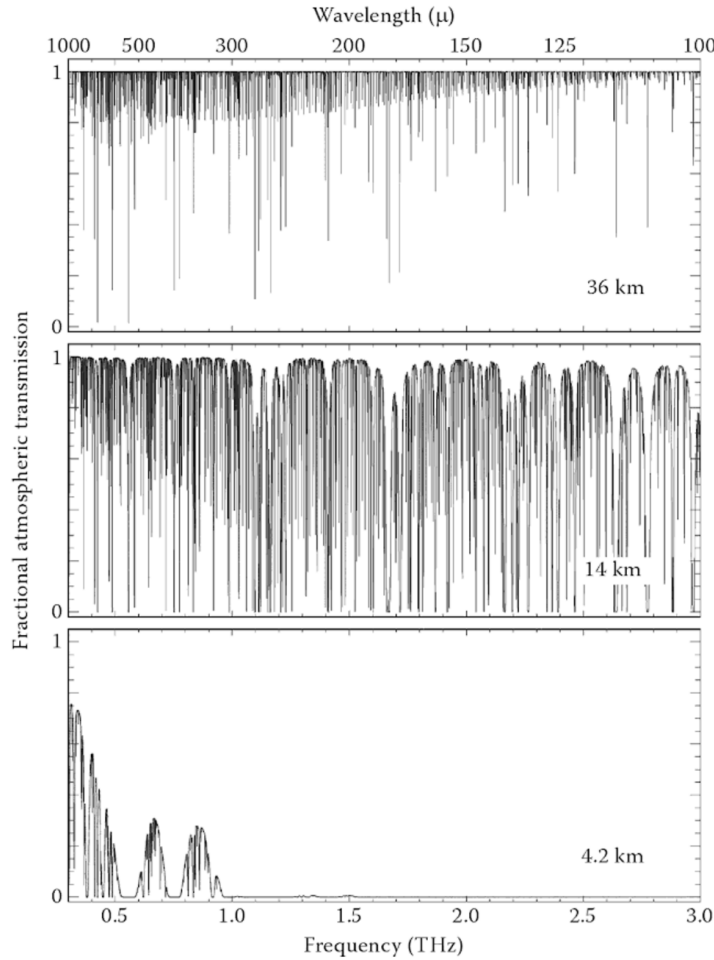 Wavelength (μ)
1000 500 300 200 150 125 100
1
36 km
0
Fractional atmospheric transmission
1
14 km
0
1
4.2 km
0
0.5 1.0 1.5 2.0 2.5 3.0
Frequency (THz)